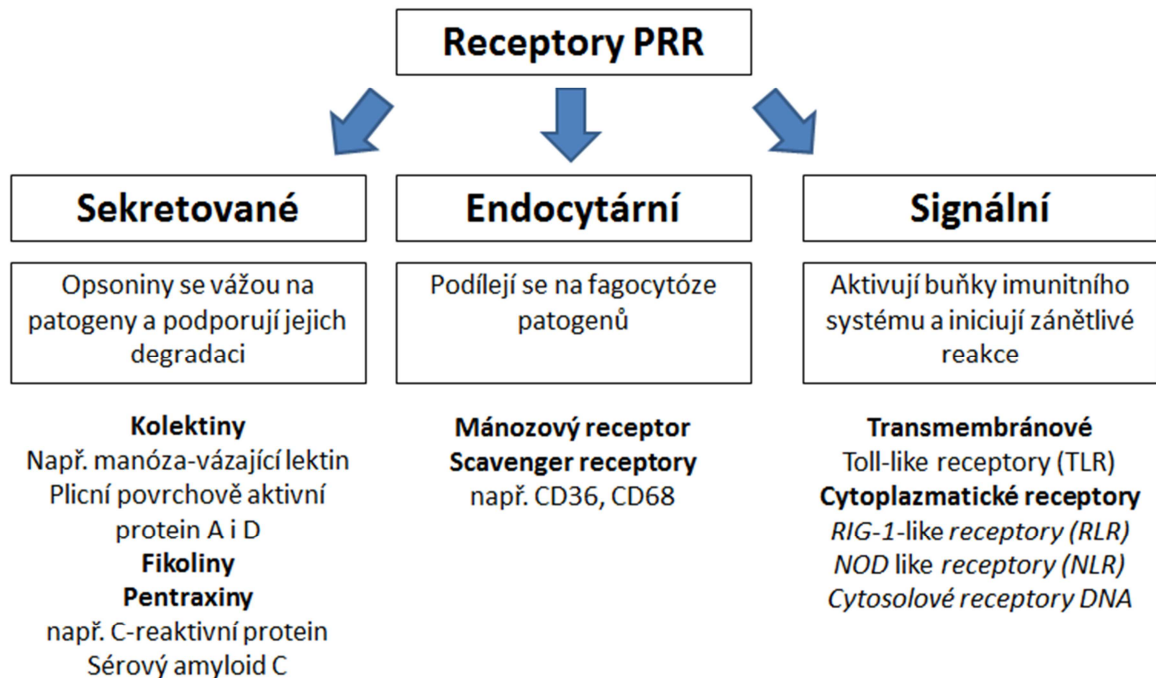 Receptory PRR
Sekretované
Opsoniny se vážou na
patogeny a podporují jejich
degradaci
Kolektiny
Např. manóza-vázající lektin
Plicní povrchově aktivní
protein A i D
Fikoliny
Pentraxiny
např. C-reaktivní protein
Sérový amyloid C
Endocytární
Podílejí se na fagocytóze
patogenů
Mánozový receptor
Scavenger receptory
např. CD36, CD68
Signální
Aktivují buňky imunitního
systému a iniciují zánětlivé
reakce
Transmembránové
Toll-like receptory (TLR)
Cytoplazmatické receptory
RIG-1-like receptory (RLR)
NOD like receptory (NLR)
Cytosolové receptory DNA